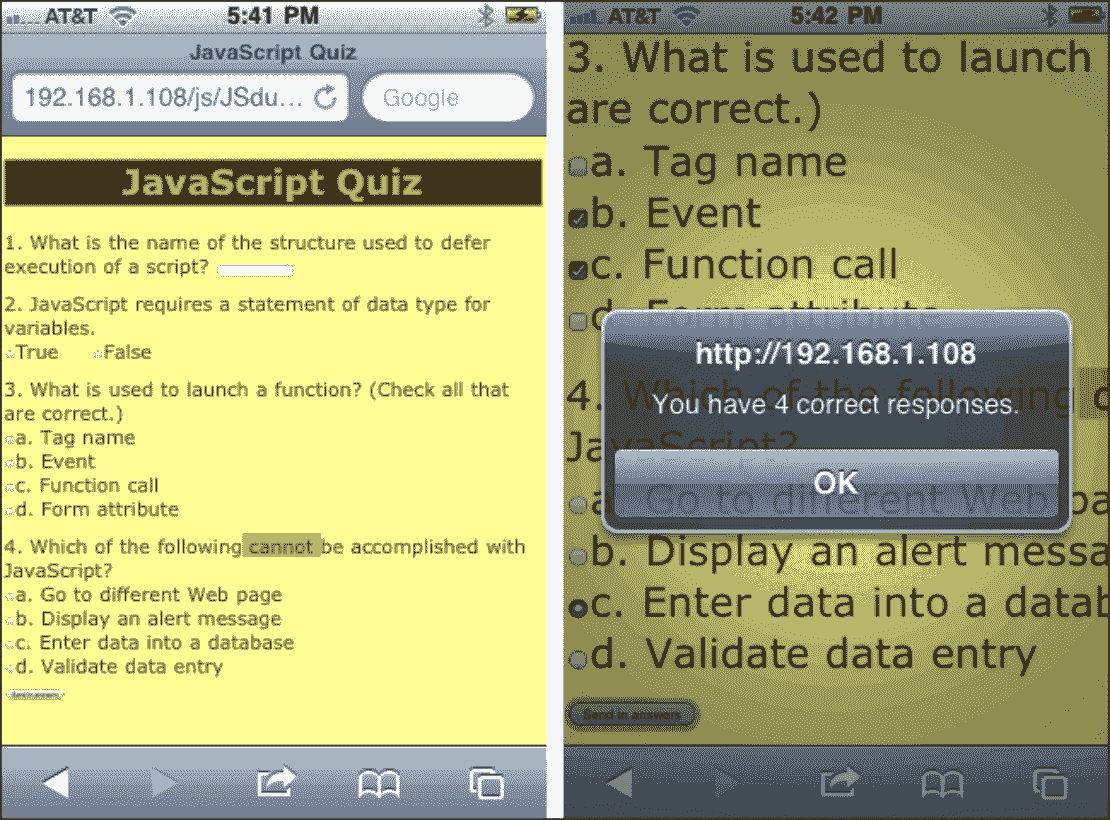 AT&T 5:41 PM
JavaScript Quiz
192.168.1.108/js/JSdu... Google
JavaScript Quiz
1. What is the name of the structure used to defer
execution of a script?
2. JavaScript requires a statement of data type for
variables.
True False
3. What is used to launch a function? (Check all that
are correct.)
a. Tag name
b. Event
c. Function call
d. Form attribute
4. Which of the following cannot be accomplished with
JavaScript?
a. Go to different Web page
b. Display an alert message
c. Enter data into a database
d. Validate data entry
AT&T 5:42 PM
3. What is used to launch
are correct.)
a. Tag name
b. Event
c. Function call
d. Form attribute
http://192.168.1.108
You have 4 correct responses.
OK
4. Which of the following c
JavaScript?
a. Go to different Web pa
b. Display an alert messa
c. Enter data into a datab
d. Validate data entry
Send in answers